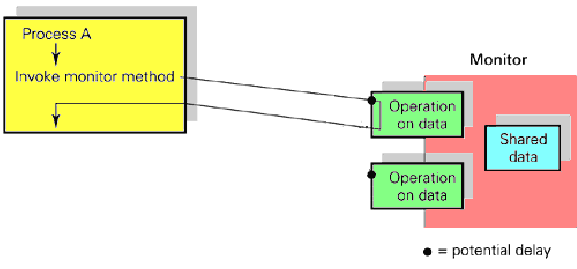 Process A
Invoke monitor method
Monitor
Operation
on data
Shared
data
Operation
on data
= potential delay